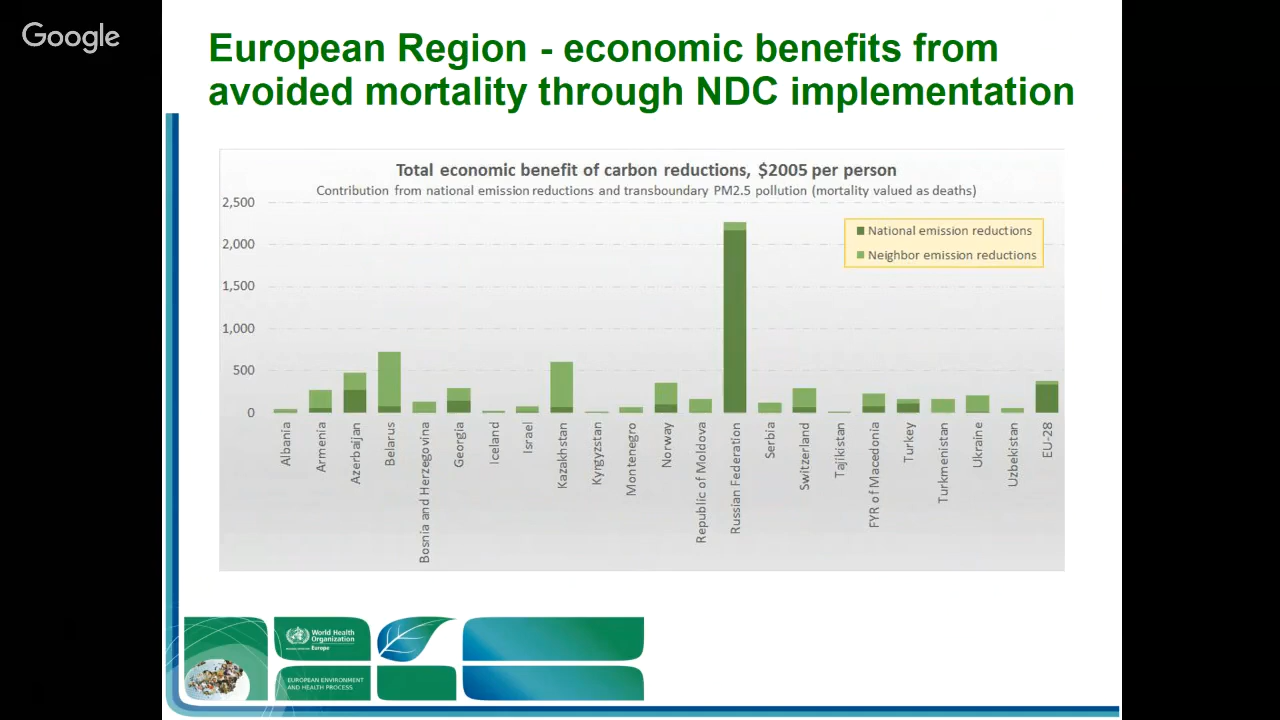 Google
European Region - economic benefits from
avoided mortality through NDC implementation
Total economic benefit of carbon reductions, $2005 per person
Contribution from national emission reductions and transboundary PM2.5 pollution (mortality valued as deaths)
2,500
2,000
1,500
1,000
500
0
National emission reductions
Neighbor emission reductions
Albania
Armenia
Azerbaijan
Belarus
Bosnia and Herzegovina
Georgia
Iceland
Israel
Kazakhstan
Kyrgyzstan
Montenegro
Norway
Republic of Moldova
Russian Federation
Serbia
Switzerland
Tajikistan
FYR of Macedonia
Turkey
Turkmenistan
Ukraine
Uzbekistan
EU-28
World Health
Organization
Europe
EUROPEAN ENVIRONMENT
AND HEALTH PROCESS